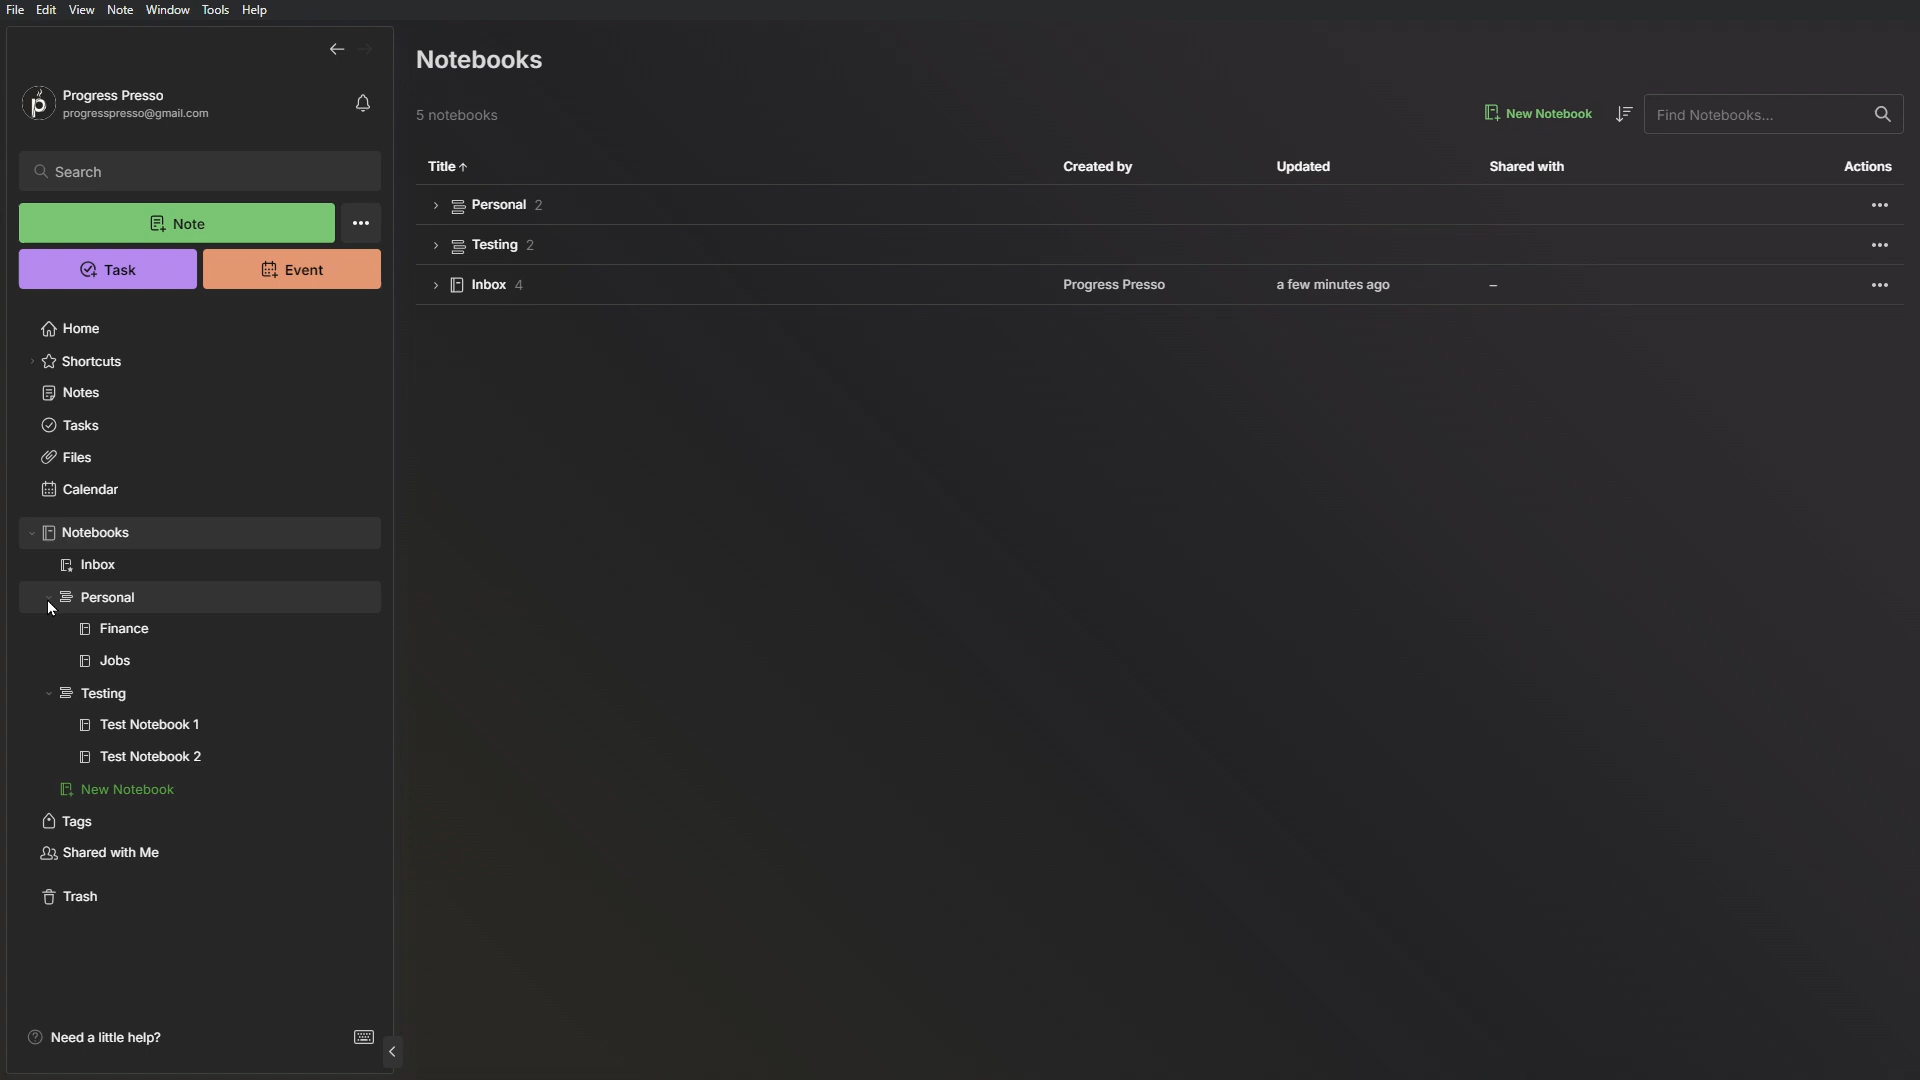 File Edit View Note Window Tools Help
Progress Presso
progresspresso@gmail.com
Search
Note
Task
Event
Home
Shortcuts
Notes
Tasks
Files
Calendar
Notebooks
Inbox
Personal
Finance
Jobs
Testing
Test Notebook 1
Test Notebook 2
New Notebook
Tags
Shared with Me
Trash
Need a little help?
Notebooks
5 notebooks
New Notebook
Find Notebooks...
Title Created by Updated Shared with Actions
Personal 2
Testing 2
Inbox 4 Progress Presso a few minutes ago –